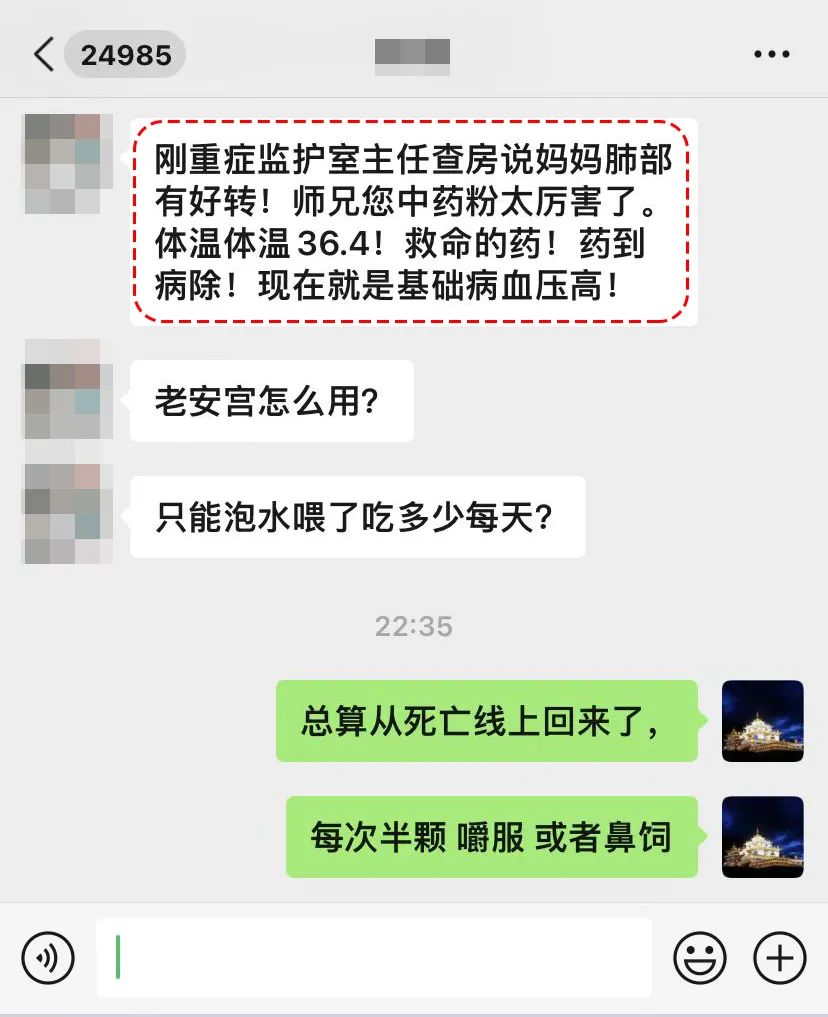 24985
刚重症监护室主任查房说妈妈肺部
有好转！师兄您中药粉太厉害了。
体温体温36.4！救命的药！药到
病除！现在就是基础病血压高！
老安宫怎么用？
只能泡水喂了吃多少每天？
22:35
总算从死亡线上回来了，
每次半颗 嚼服 或者鼻饲